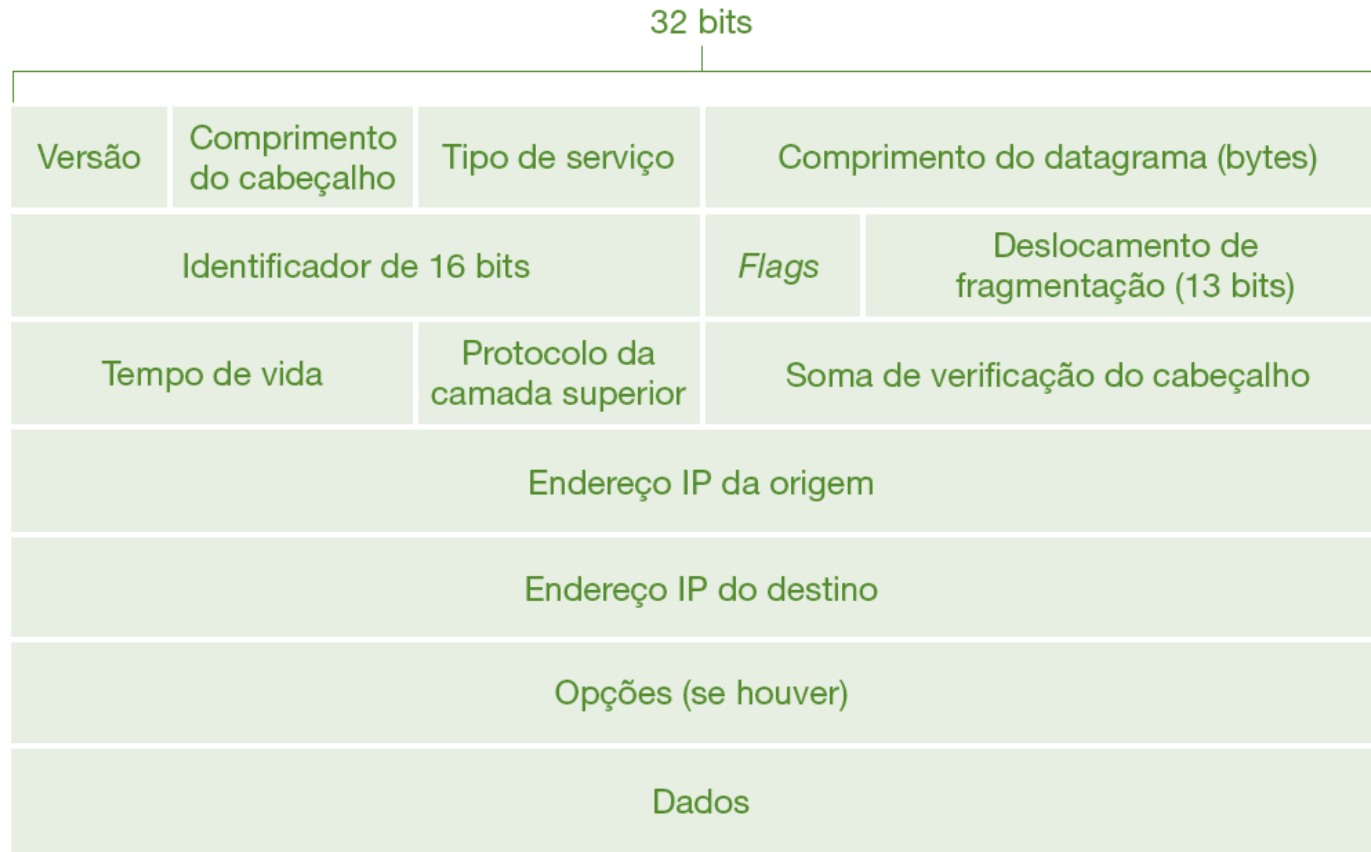 32 bits
Versão
Comprimento
do cabeçalho
Tipo de serviço
Comprimento do datagrama (bytes)
Identificador de 16 bits
Flags
Deslocamento de
fragmentação (13 bits)
Tempo de vida
Protocolo da
camada superior
Soma de verificação do cabeçalho
Endereço IP da origem
Endereço IP do destino
Opções (se houver)
Dados